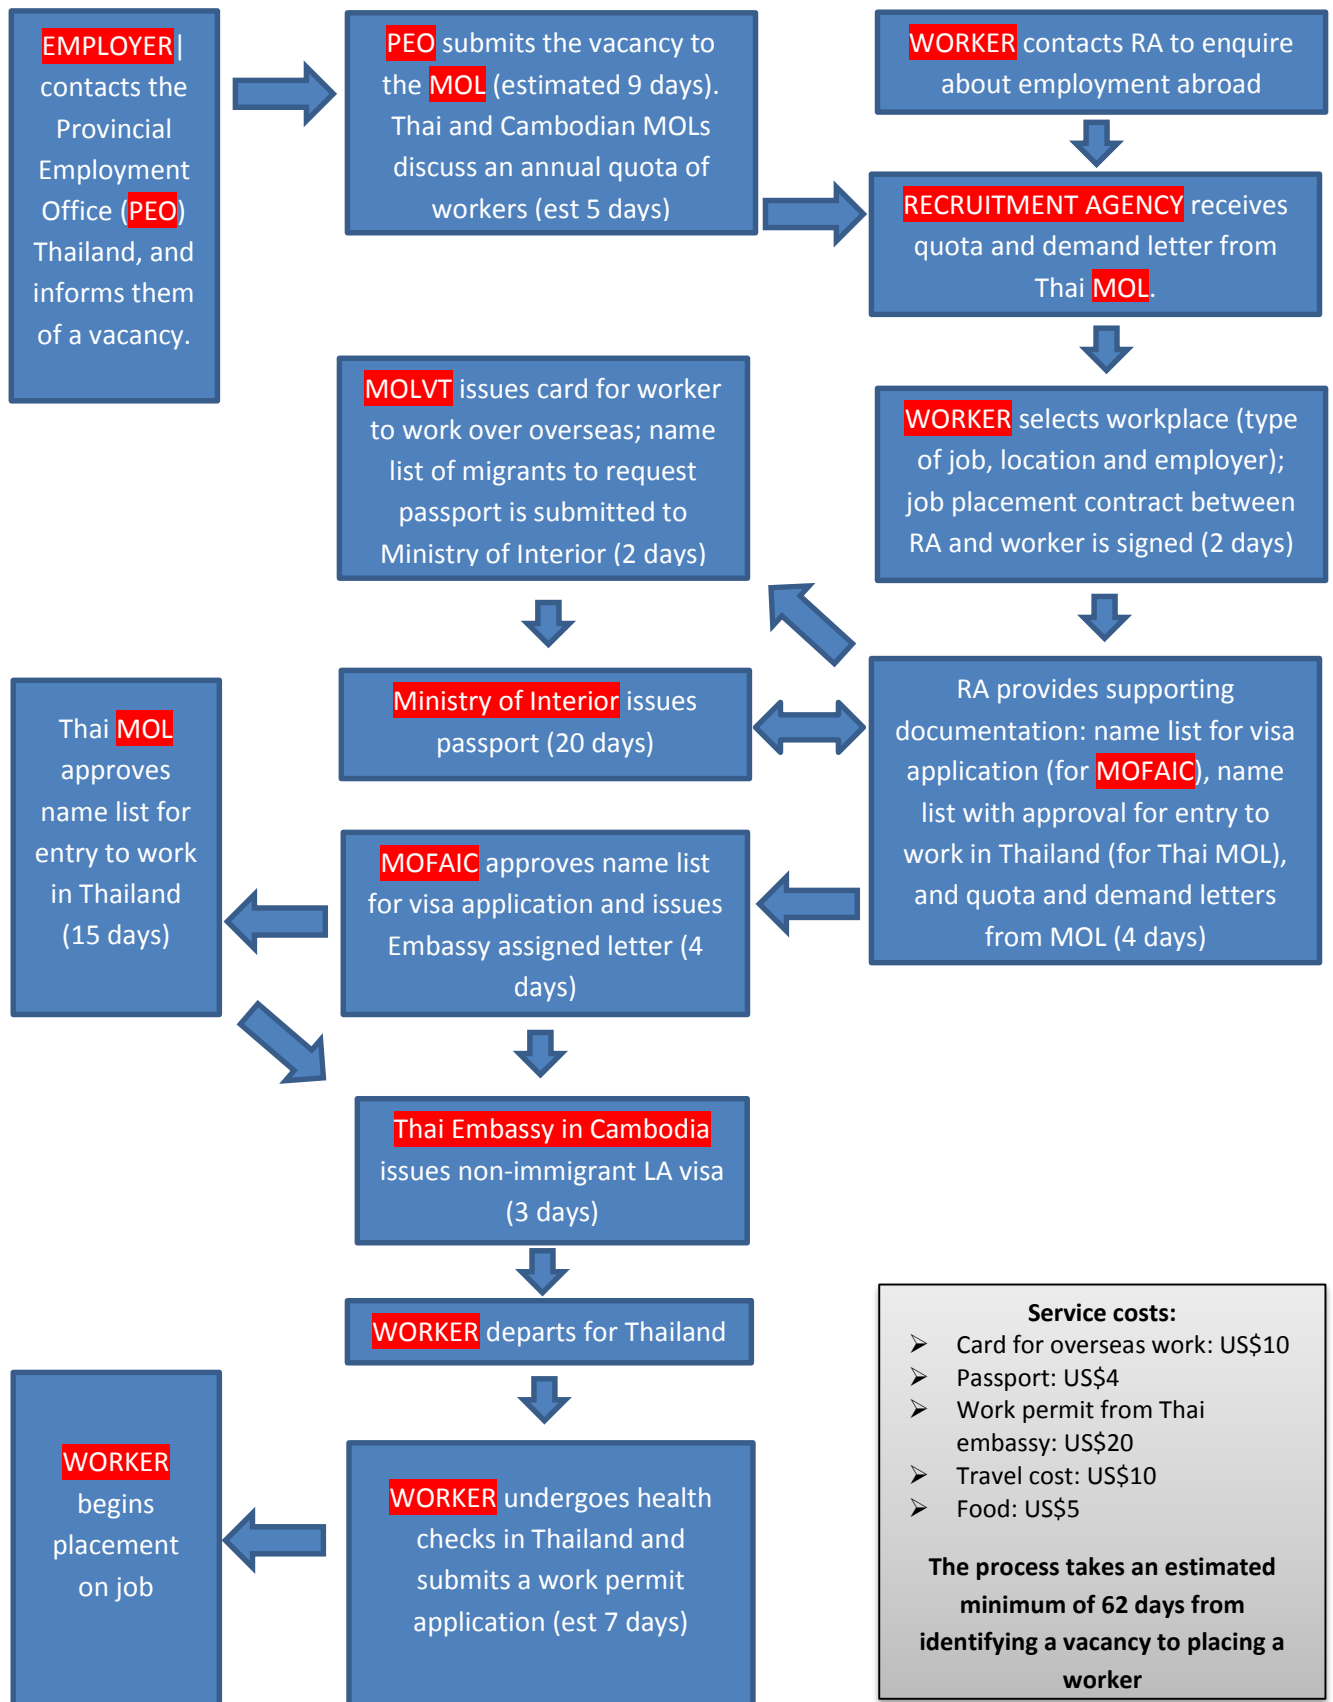 EMPLOYER|
contacts the
Provincial
Employment
Office (PEO)
Thailand, and
informs them
of a vacancy.
PEO submits the vacancy to
the MOL (estimated 9 days).
Thai and Cambodian MOLs
discuss an annual quota of
workers (est 5 days)
WORKER contacts RA to enquire
about employment abroad
RECRUITMENT AGENCY receives
quota and demand letter from
Thai MOL.
WORKER selects workplace (type
of job, location and employer);
job placement contract between
RA and worker is signed (2 days)
RA provides supporting
documentation: name list for visa
application (for MOFAIC), name
list with approval for entry to
work in Thailand (for Thai MOL),
and quota and demand letters
from MOL (4 days)
MOLVT issues card for worker
to work over overseas; name
list of migrants to request
passport is submitted to
Ministry of Interior (2 days)
Ministry of Interior issues
passport (20 days)
MOFAIC approves name list
for visa application and issues
Embassy assigned letter (4
days)
Thai MOL
approves
name list for
entry to work
in Thailand
(15 days)
Thai Embassy in Cambodia
issues non-immigrant LA visa
(3 days)
WORKER departs for Thailand
WORKER undergoes health
checks in Thailand and
submits a work permit
application (est 7 days)
WORKER
begins
placement
on job
Service costs:
➢ Card for overseas work: US$10
➢ Passport: US$4
➢ Work permit from Thai
embassy: US$20
➢ Travel cost: US$10
➢ Food: US$5
The process takes an estimated
minimum of 62 days from
identifying a vacancy to placing a
worker